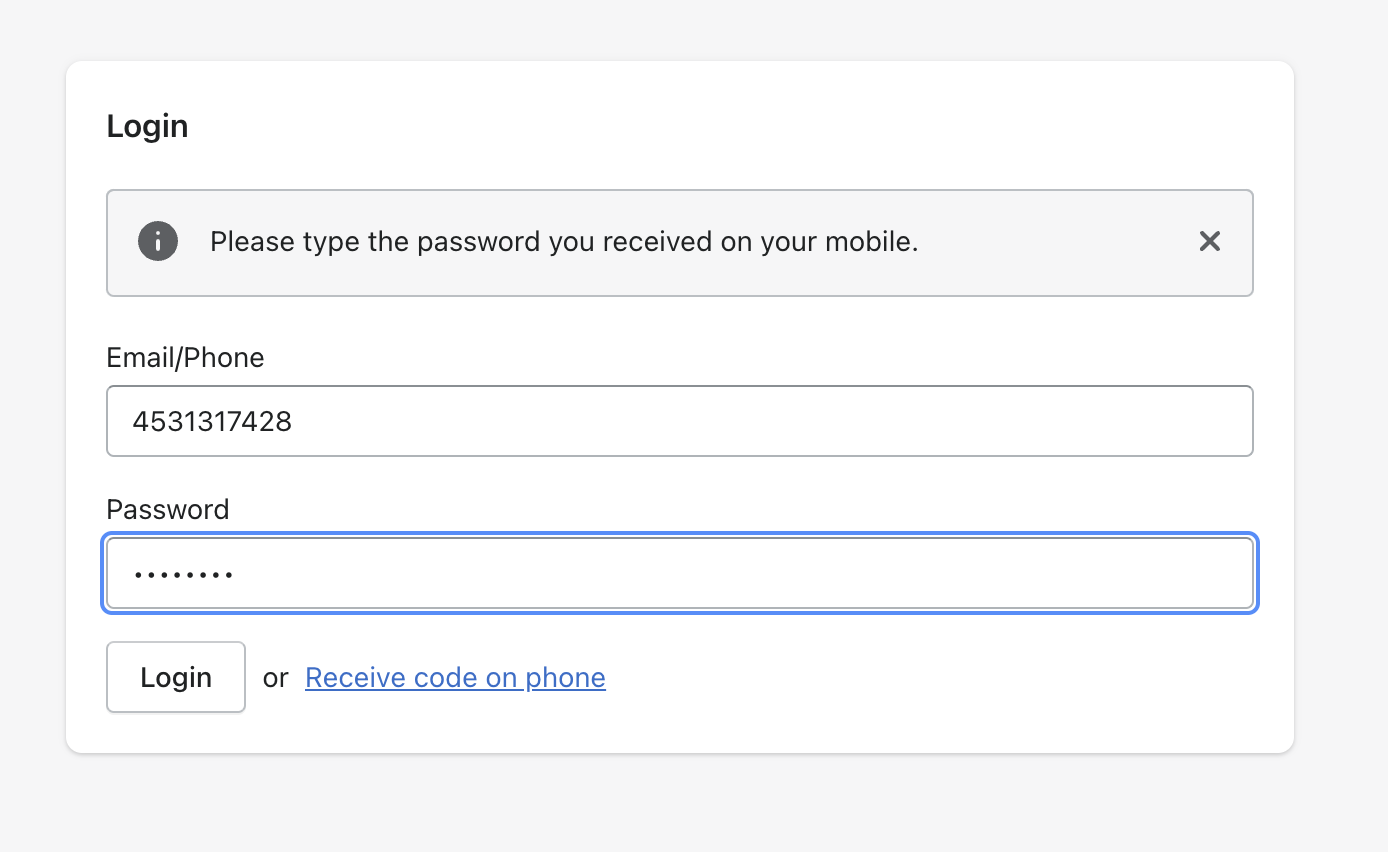 Login
Please type the password you received on your mobile.
Email/Phone
4531317428
Password
••••••••
Login or Receive code on phone